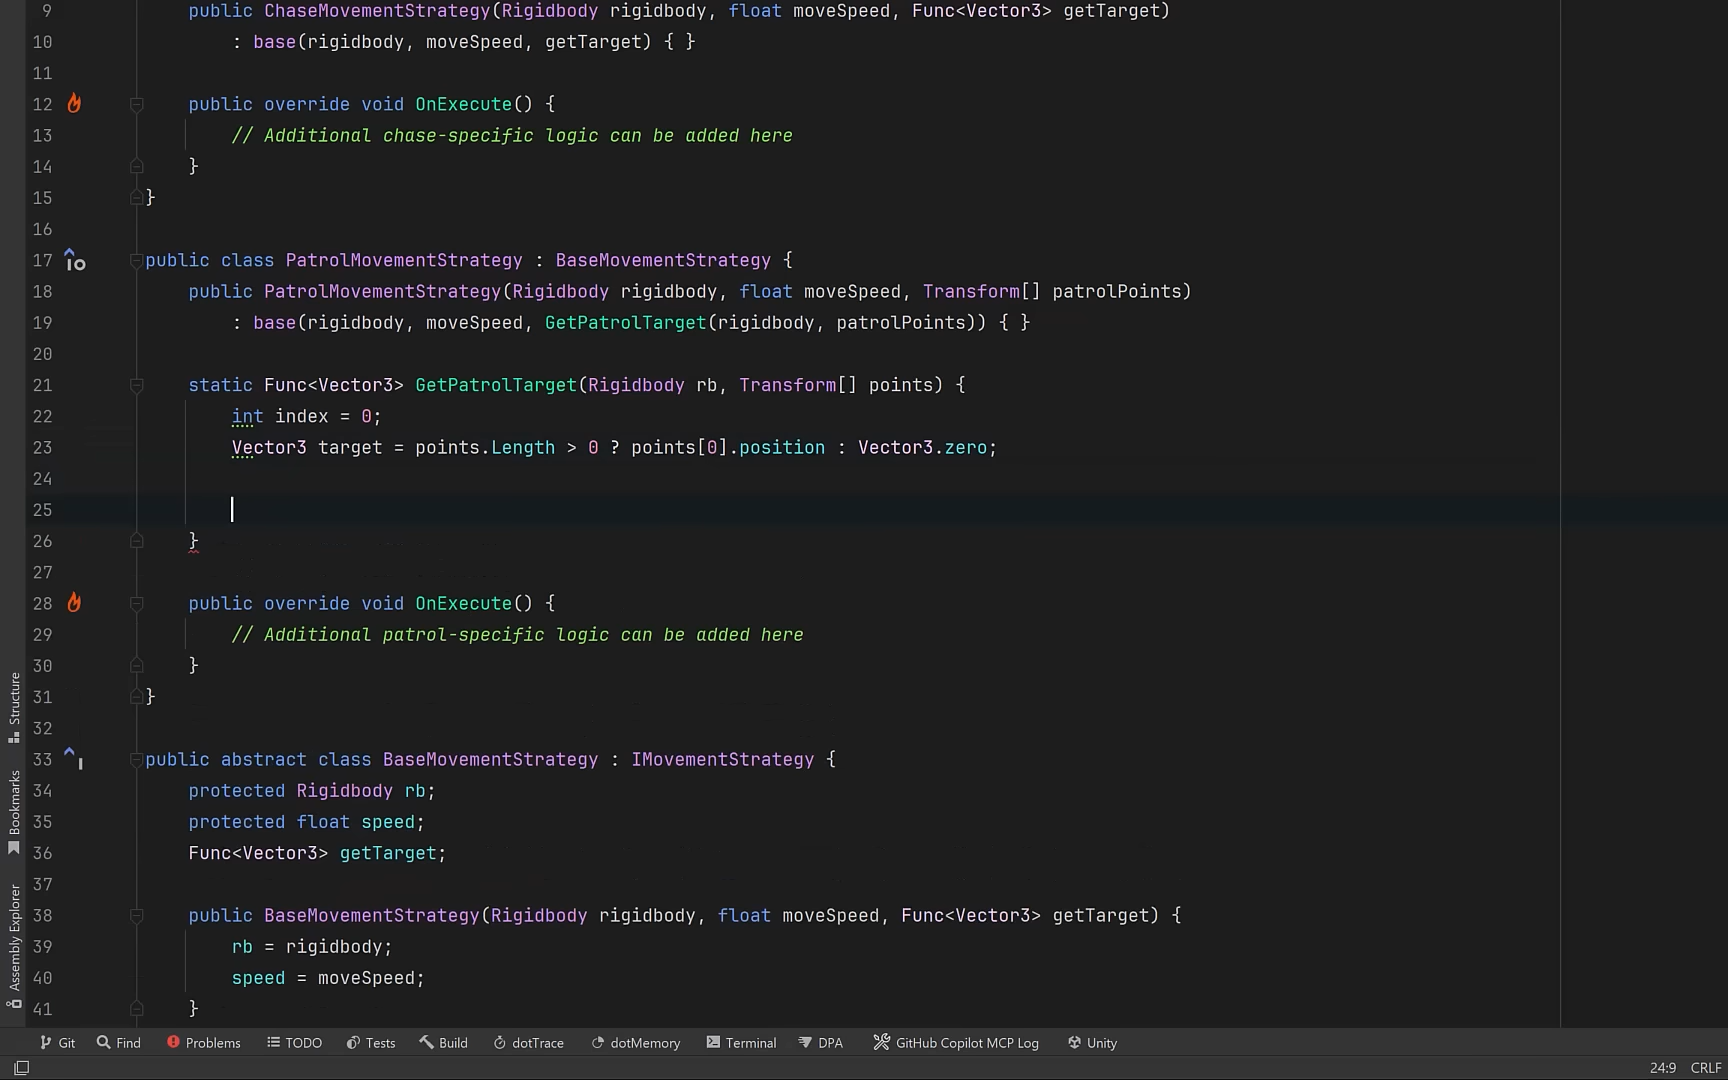 9 public ChaseMovementStrategy(Rigidbody rigidbody, float moveSpeed, Func<Vector3> getTarget)
10 : base(rigidbody, moveSpeed, getTarget) { }
11
12 public override void OnExecute() {
13 // Additional chase-specific logic can be added here
14 }
15 }
16
17 public class PatrolMovementStrategy : BaseMovementStrategy {
18 public PatrolMovementStrategy(Rigidbody rigidbody, float moveSpeed, Transform[] patrolPoints)
19 : base(rigidbody, moveSpeed, GetPatrolTarget(rigidbody, patrolPoints)) { }
20
21 static Func<Vector3> GetPatrolTarget(Rigidbody rb, Transform[] points) {
22 int index = 0;
23 Vector3 target = points.Length > 0 ? points[0].position : Vector3.zero;
24
25
26 }
27
28 public override void OnExecute() {
29 // Additional patrol-specific logic can be added here
30 }
31 }
32
33 public abstract class BaseMovementStrategy : IMovementStrategy {
34 protected Rigidbody rb;
35 protected float speed;
36 Func<Vector3> getTarget;
37
38 public BaseMovementStrategy(Rigidbody rigidbody, float moveSpeed, Func<Vector3> getTarget) {
39 rb = rigidbody;
40 speed = moveSpeed;
41 }
Structure
Bookmarks
Assembly Explorer
Git Find Problems TODO Tests Build dotTrace dotMemory Terminal DPA GitHub Copilot MCP Log Unity
24:9 CRLF